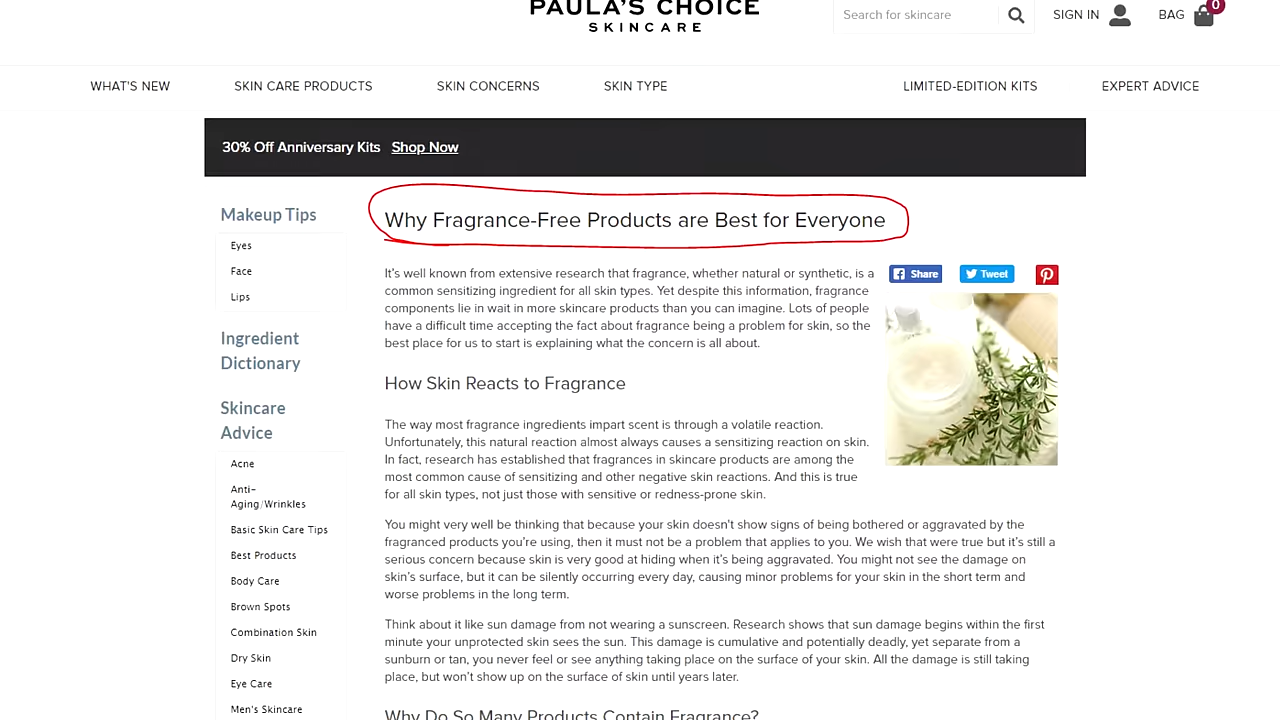 PAULA'S CHOICE
SKINCARE
Search for skincare
SIGN IN
BAG
0
WHAT'S NEW
SKIN CARE PRODUCTS
SKIN CONCERNS
SKIN TYPE
LIMITED-EDITION KITS
EXPERT ADVICE
30% Off Anniversary Kits Shop Now
Makeup Tips
Eyes
Face
Lips
Ingredient
Dictionary
Skincare
Advice
Acne
Anti-
Aging/Wrinkles
Basic Skin Care Tips
Best Products
Body Care
Brown Spots
Combination Skin
Dry Skin
Eye Care
Men's Skincare
Why Fragrance-Free Products are Best for Everyone
Share
Tweet
It's well known from extensive research that fragrance, whether natural or synthetic, is a
common sensitizing ingredient for all skin types. Yet despite this information, fragrance
components lie in wait in more skincare products than you can imagine. Lots of people
have a difficult time accepting the fact about fragrance being a problem for skin, so the
best place for us to start is explaining what the concern is all about.
How Skin Reacts to Fragrance
The way most fragrance ingredients impart scent is through a volatile reaction.
Unfortunately, this natural reaction almost always causes a sensitizing reaction on skin.
In fact, research has established that fragrances in skincare products are among the
most common cause of sensitizing and other negative skin reactions. And this is true
for all skin types, not just those with sensitive or redness-prone skin.
You might very well be thinking that because your skin doesn't show signs of being bothered or aggravated by the
fragranced products you're using, then it must not be a problem that applies to you. We wish that were true but it's still a
serious concern because skin is very good at hiding when it's being aggravated. You might not see the damage on
skin's surface, but it can be silently occurring every day, causing minor problems for your skin in the short term and
worse problems in the long term.
Think about it like sun damage from not wearing a sunscreen. Research shows that sun damage begins within the first
minute your unprotected skin sees the sun. This damage is cumulative and potentially deadly, yet separate from a
sunburn or tan, you never feel or see anything taking place on the surface of your skin. All the damage is still taking
place, but won't show up on the surface of skin until years later.
Why Do So Many Products Contain Fragrance?